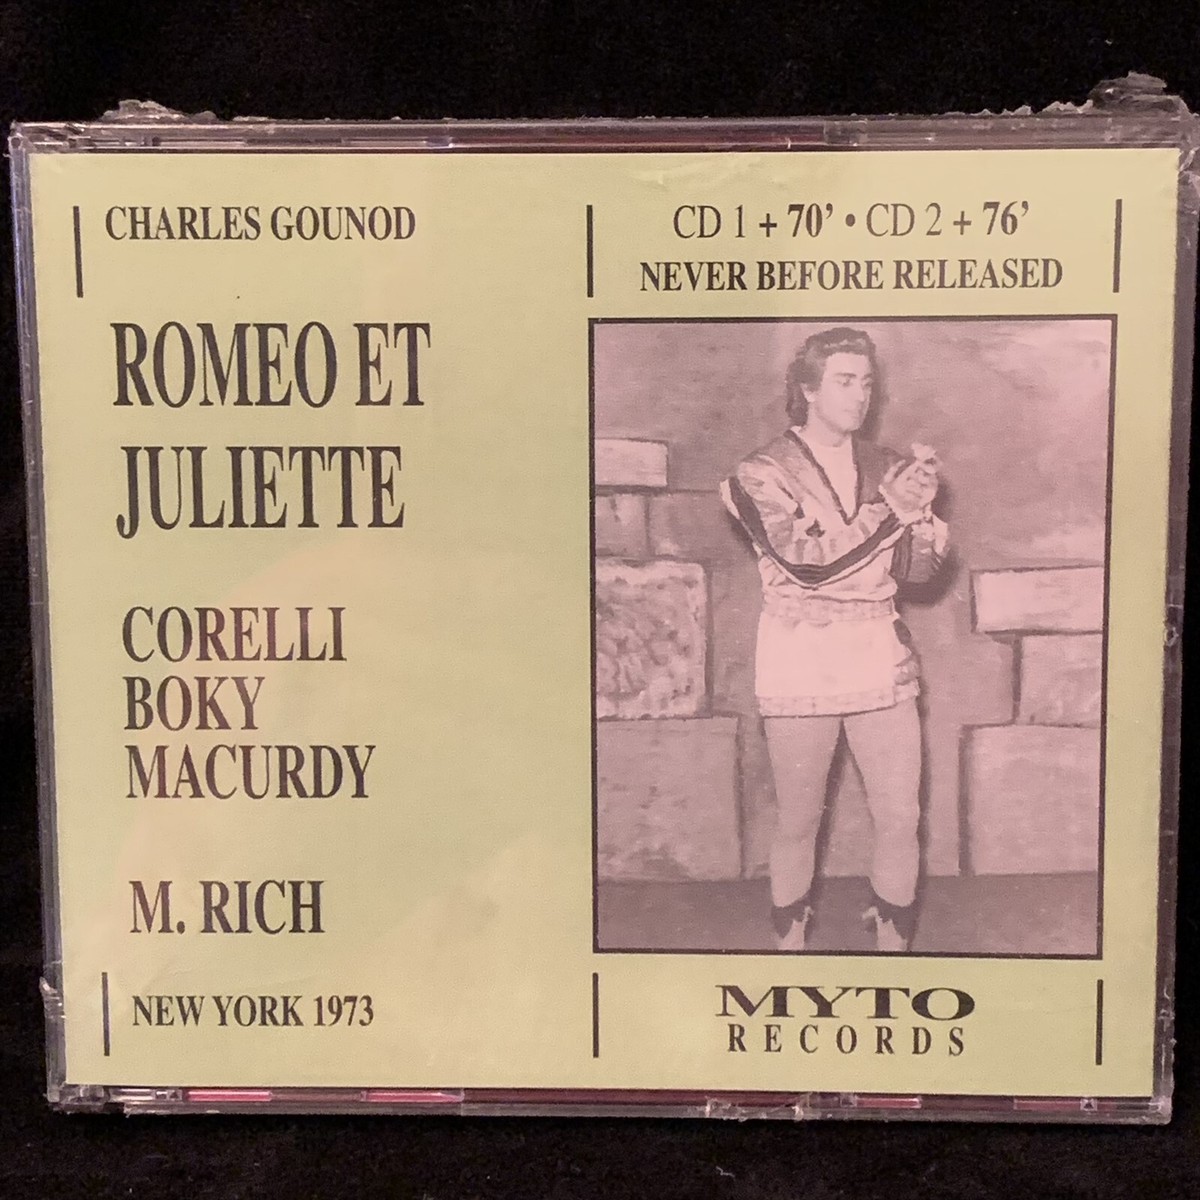 CHARLES GOUNOD
ROMEO ET
JULIETTE
CORELLI
BOKY
MACURDY
M. RICH
NEW YORK 1973
CD 1 + 70' • CD 2 + 76'
NEVER BEFORE RELEASED
MYTO
RECORDS